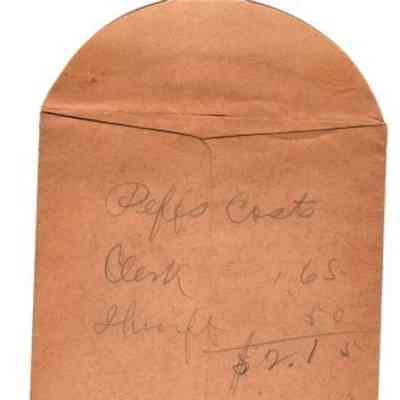 Peffs Costs
Clerk 1.65
Sheriff 50
$2.15